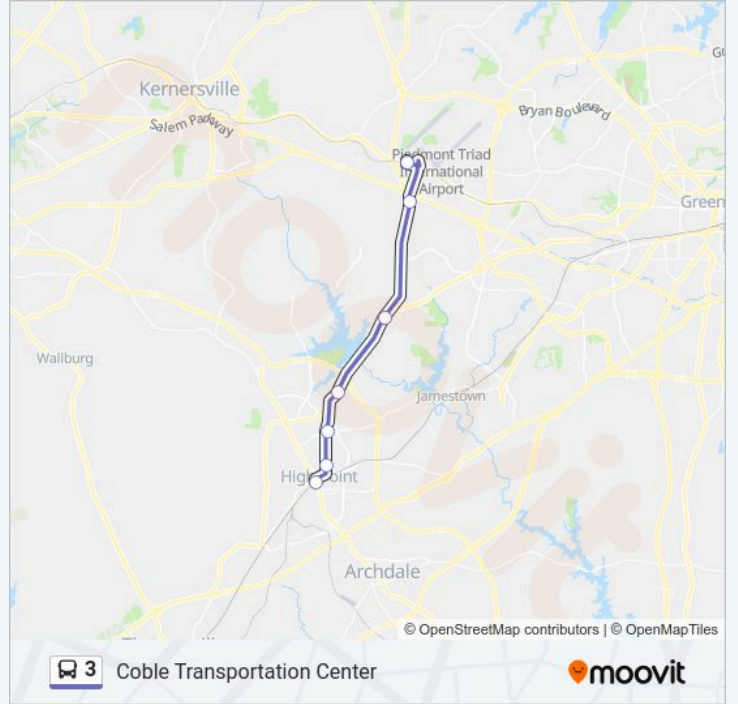 Kernersville
Salem Parkway
Bryan Boulevard
Piedmont Triad
International
Airport
Green
Wallburg
Jamestown
High Point
Archdale
© OpenStreetMap contributors | © OpenMapTiles
3 Coble Transportation Center
moovit